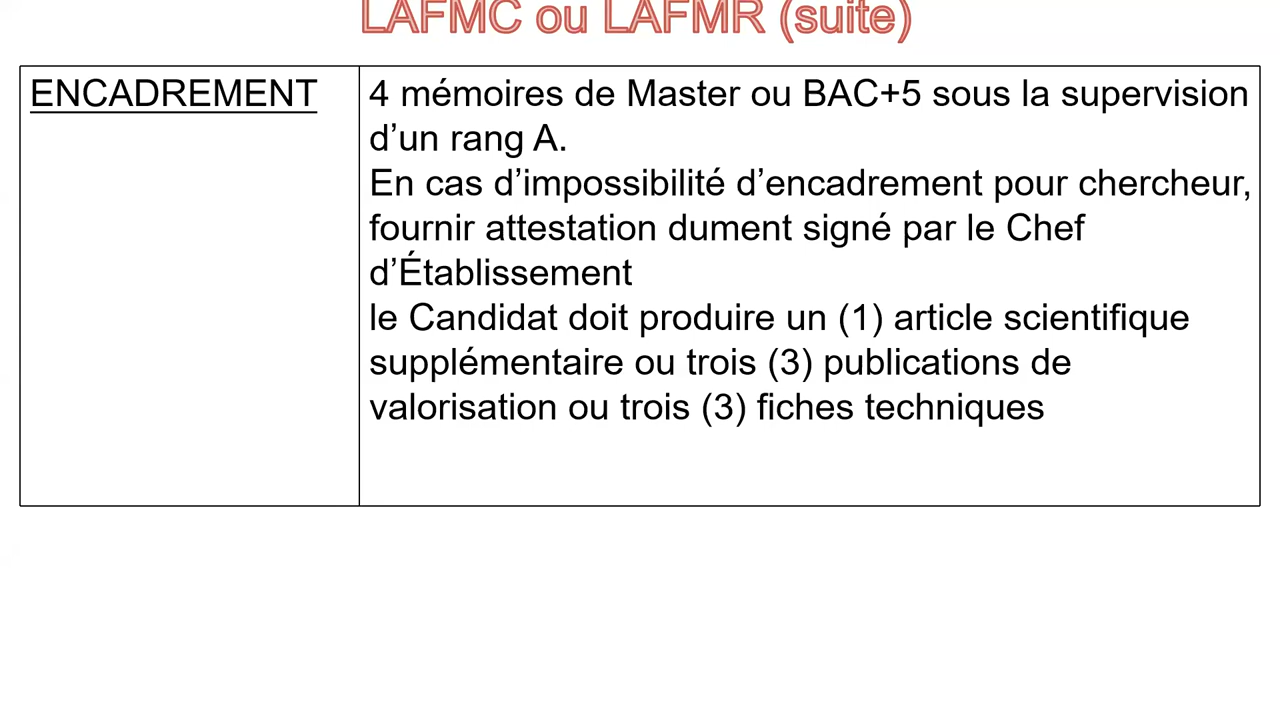 LAFMC ou LAFMR (suite)
ENCADREMENT
4 mémoires de Master ou BAC+5 sous la supervision
d’un rang A.
En cas d’impossibilité d’encadrement pour chercheur,
fournir attestation dument signé par le Chef
d’Établissement
le Candidat doit produire un (1) article scientifique
supplémentaire ou trois (3) publications de
valorisation ou trois (3) fiches techniques